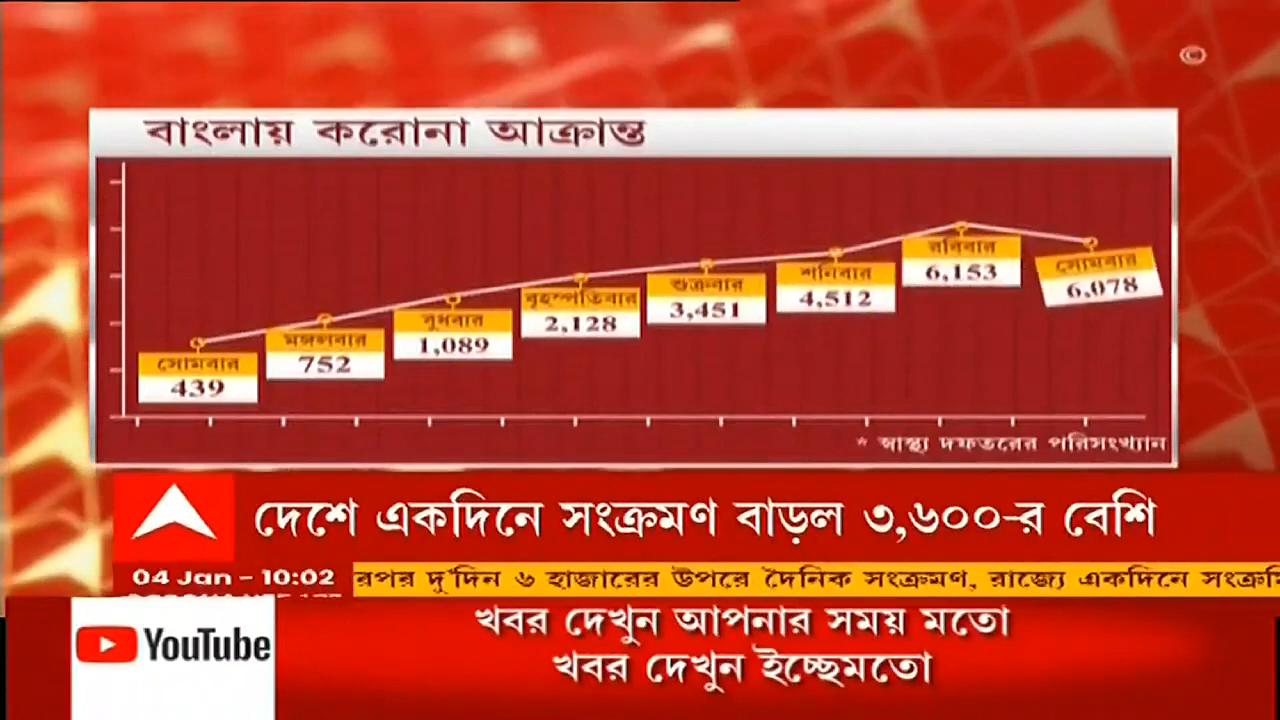 বাংলায় করোনা আক্রান্ত
সোমবার
439
মঙ্গলবার
752
বুধবার
1,089
বৃহস্পতিবার
2,128
শুক্রবার
3,451
শনিবার
4,512
রবিবার
6,153
সোমবার
6,078
* স্বাস্থ্য দফতরের পরিসংখ্যান
দেশে একদিনে সংক্রমণ বাড়ল ৩,৬০০-র বেশি
04 Jan - 10:02
রপর দু'দিন ৬ হাজারের উপরে দৈনিক সংক্রমণ, রাজ্যে একদিনে সংক্রমি
YouTube
খবর দেখুন আপনার সময় মতো
খবর দেখুন ইচ্ছেমতো